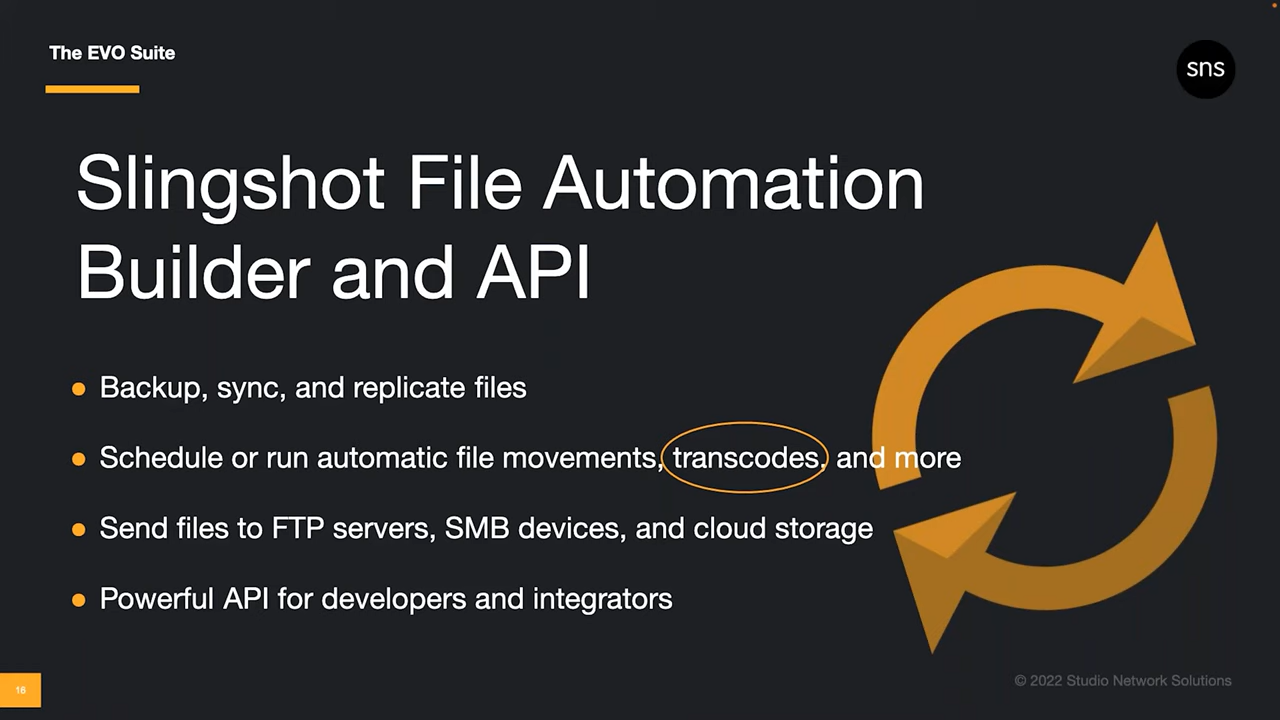 The EVO Suite
sns
Slingshot File Automation
Builder and API
Backup, sync, and replicate files
Schedule or run automatic file movements, transcodes, and more
Send files to FTP servers, SMB devices, and cloud storage
Powerful API for developers and integrators
16
© 2022 Studio Network Solutions